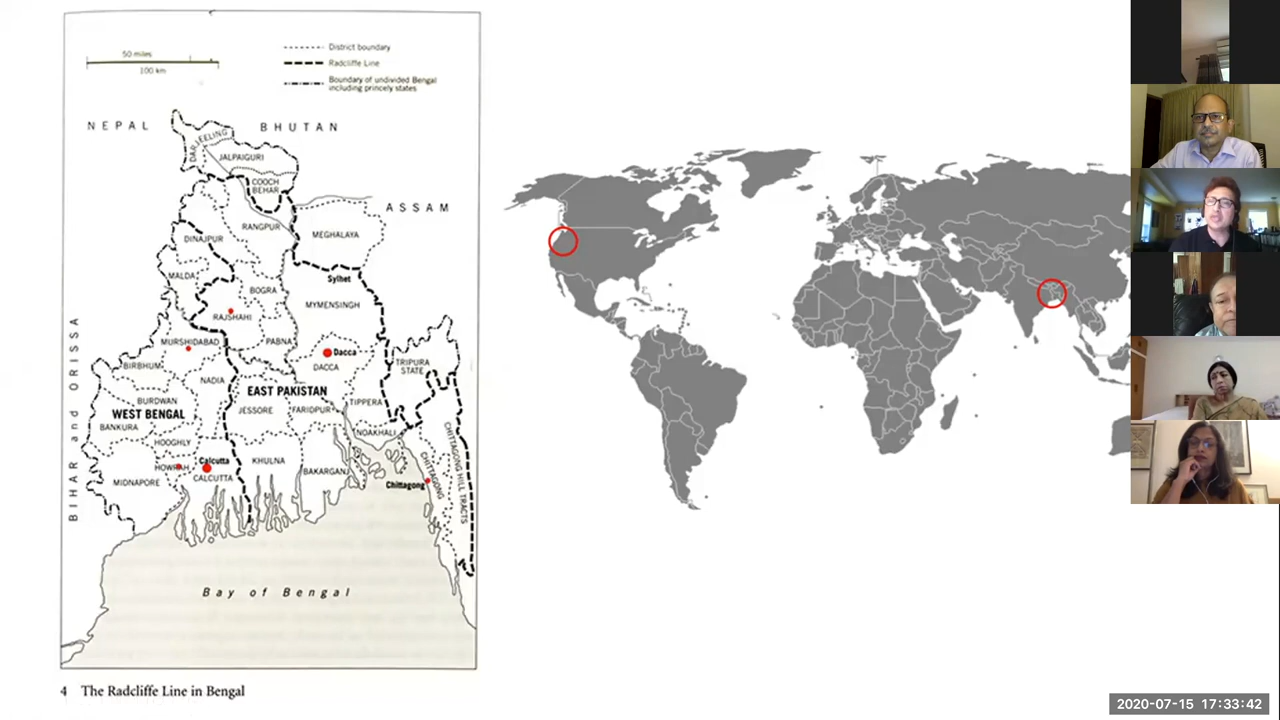 50 miles
100 km
District boundary
Radcliffe Line
Boundary of undivided Bengal
including princely states
NEPAL
BHUTAN
DARJEELING
JALPAIGURI
COOCH
BEHAR
ASSAM
RANGPUR
MEGHALAYA
DINAJPUR
Sylhet
MALDA
BOGRA
MYMENSINGH
RAJSHAHI
BIHAR and ORISSA
MURSHIDABAD
PABNA
Dacca
DACCA
TRIPURA
STATE
BIRBHUM
NADIA
EAST PAKISTAN
BURDWAN
WEST BENGAL
JESSORE
FARIDPUR
TIPPERA
BANKURA
NOAKHALI
HOOGHLY
Calcutta
HOWRAH
CALCUTTA
KHULNA
BAKARGANJ
MIDNAPORE
Chittagong
CHITTAGONG
CHITTAGONG HILL TRACTS
Bay of Bengal
4 The Radcliffe Line in Bengal
2020-07-15 17:33:42